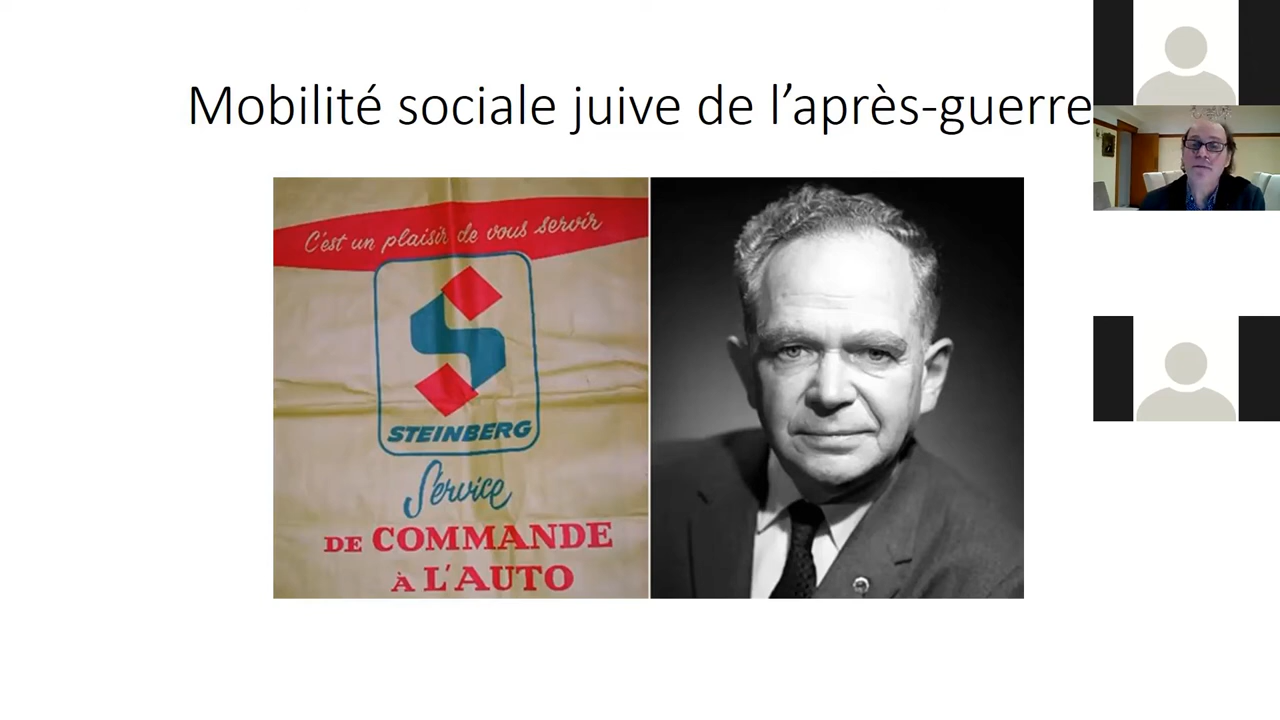 Mobilité sociale juive de l’après-guerre
C'est un plaisir de vous servir
STEINBERG
Service
DE COMMANDE
À L'AUTO